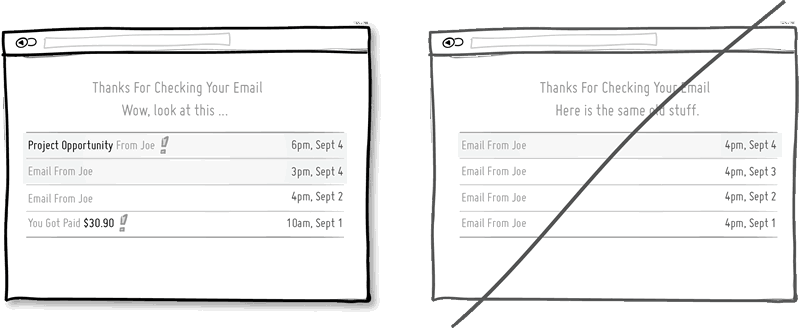 Thanks For Checking Your Email
Wow, look at this ...
Project Opportunity From Joe 6pm, Sept 4
Email From Joe 3pm, Sept 4
Email From Joe 4pm, Sept 2
You Got Paid $30.90 10am, Sept 1
Thanks For Checking Your Email
Here is the same old stuff.
Email From Joe 4pm, Sept 4
Email From Joe 4pm, Sept 3
Email From Joe 4pm, Sept 2
Email From Joe 4pm, Sept 1